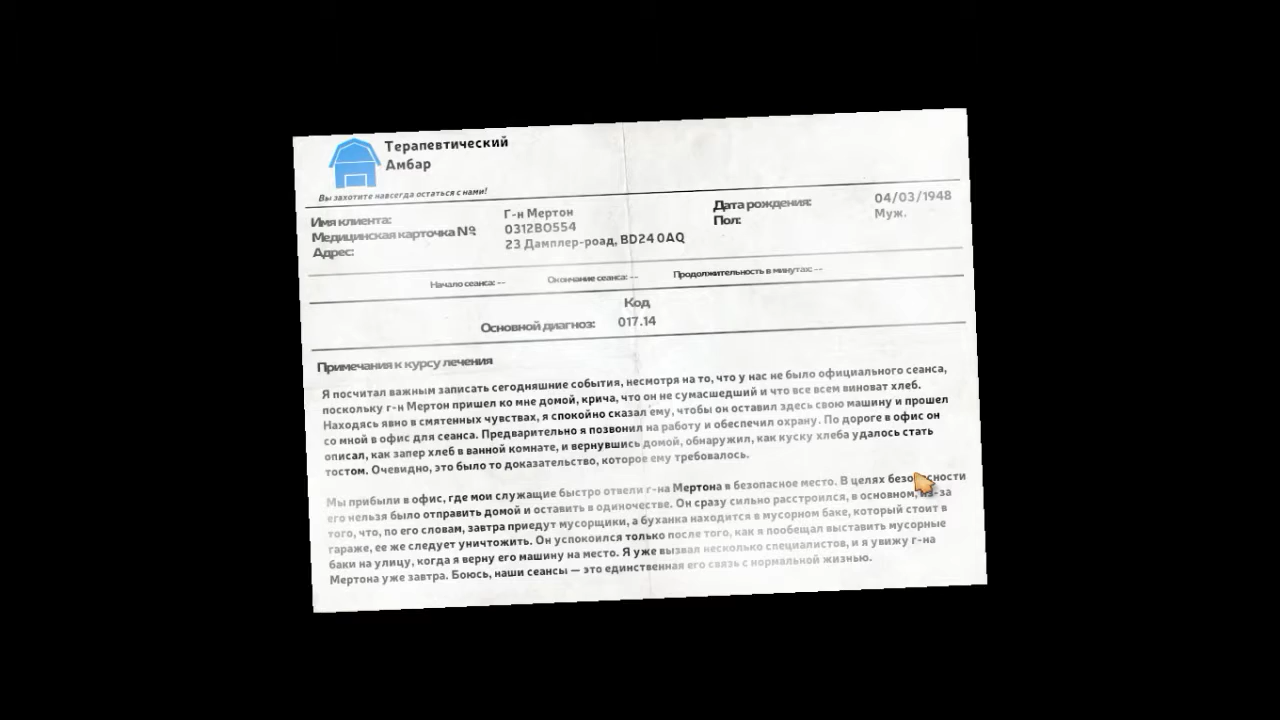 Терапевтический
Амбар
Вы захотите навсегда остаться с нами!
Имя клиента: Г-н Мертон Дата рождения: 04/03/1948
Медицинская карточка № 0312BO554 Пол: Муж.
Адрес: 23 Дамплер-роад, BD24 0AQ
Начало сеанса: -- Окончание сеанса: -- Продолжительность в минутах: --
Код
Основной диагноз: 017.14
Примечания к курсу лечения
Я посчитал важным записать сегодняшние события, несмотря на то, что у нас не было официального сеанса,
поскольку г-н Мертон пришел ко мне домой, крича, что он не сумасшедший и что все всем виноват хлеб.
Находясь явно в смятенных чувствах, я спокойно сказал ему, чтобы он оставил здесь свою машину и прошел
со мной в офис для сеанса. Предварительно я позвонил на работу и обеспечил охрану. По дороге в офис он
описал, как запер хлеб в ванной комнате, и вернувшись домой, обнаружил, как куску хлеба удалось стать
тостом. Очевидно, это было то доказательство, которое ему требовалось.
Мы прибыли в офис, где мои служащие быстро отвели г-на Мертона в безопасное место. В целях безопасности
его нельзя было отправить домой и оставить в одиночестве. Он сразу сильно расстроился, в основном, из-за
того, что, по его словам, завтра приедут мусорщики, а буханка находится в мусорном баке, который стоит в
гараже, ее же следует уничтожить. Он успокоился только после того, как я пообещал выставить мусорные
баки на улицу, когда я верну его машину на место. Я уже вызвал несколько специалистов, и я увижу г-на
Мертона уже завтра. Боюсь, наши сеансы — это единственная его связь с нормальной жизнью.